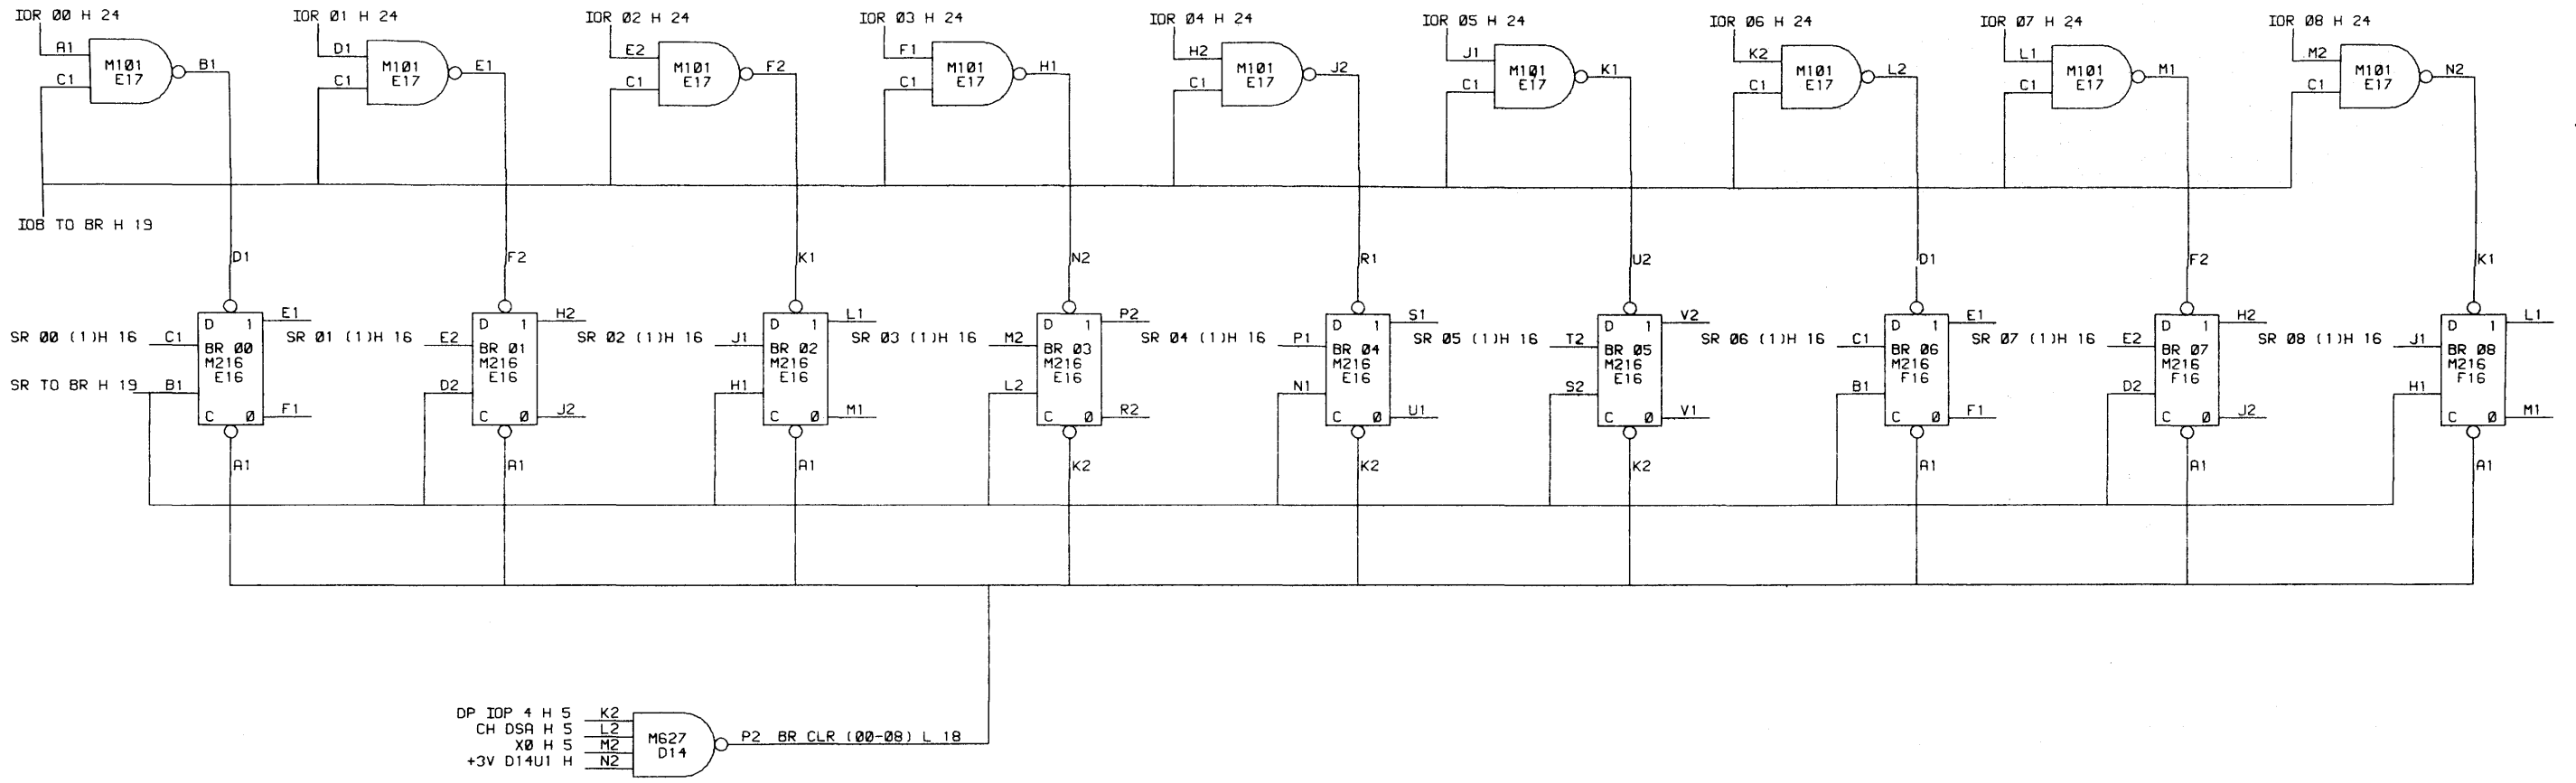 IOR 00 H 24 IOR 01 H 24 IOR 02 H 24 IOR 03 H 24 IOR 04 H 24 IOR 05 H 24 IOR 06 H 24 IOR 07 H 24 IOR 08 H 24
A1 D1 E2 F1 H2 J1 K2 L1 M2
M101 B1 M101 E1 M101 F2 M101 H1 M101 J2 M101 K1 M101 L2 M101 M1 M101 N2
C1 E17 C1 E17 C1 E17 C1 E17 C1 E17 C1 E17 C1 E17 C1 E17 C1 E17
IOB TO BR H 19
D1 F2 K1 N2 R1 U2 D1 F2 K1
E1 H2 L1 P2 S1 V2 E1 H2 L1
D 1 D 1 D 1 D 1 D 1 D 1 D 1 D 1 D 1
SR 00 (1)H 16 C1 SR 01 (1)H 16 E2 SR 02 (1)H 16 J1 SR 03 (1)H 16 M2 SR 04 (1)H 16 P1 SR 05 (1)H 16 T2 SR 06 (1)H 16 C1 SR 07 (1)H 16 E2 SR 08 (1)H 16 J1
BR 00 BR 01 BR 02 BR 03 BR 04 BR 05 BR 06 BR 07 BR 08
M216 M216 M216 M216 M216 M216 M216 M216 M216
E16 E16 E16 E16 E16 E16 F16 F16 F16
SR TO BR H 19 B1 D2 H1 L2 N1 S2 B1 D2 H1
F1 J2 M1 R2 U1 V1 F1 J2 M1
C 0 C 0 C 0 C 0 C 0 C 0 C 0 C 0 C 0
A1 A1 A1 K2 K2 K2 A1 A1 A1
DP IOP 4 H 5 K2
CH DSA H 5 L2
X0 H 5 M2
+3V D14U1 H N2
M627
D14
P2 BR CLR (00-08) L 18